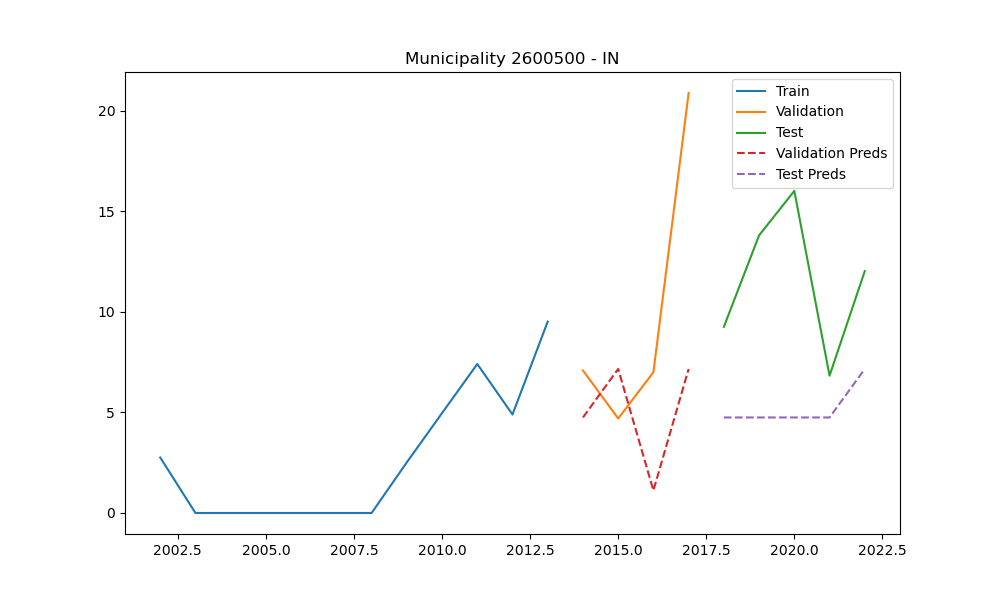 Municipality 2600500 - IN
Train
Validation
Test
Validation Preds
Test Preds
20
15
10
5
0
2002.5 2005.0 2007.5 2010.0 2012.5 2015.0 2017.5 2020.0 2022.5